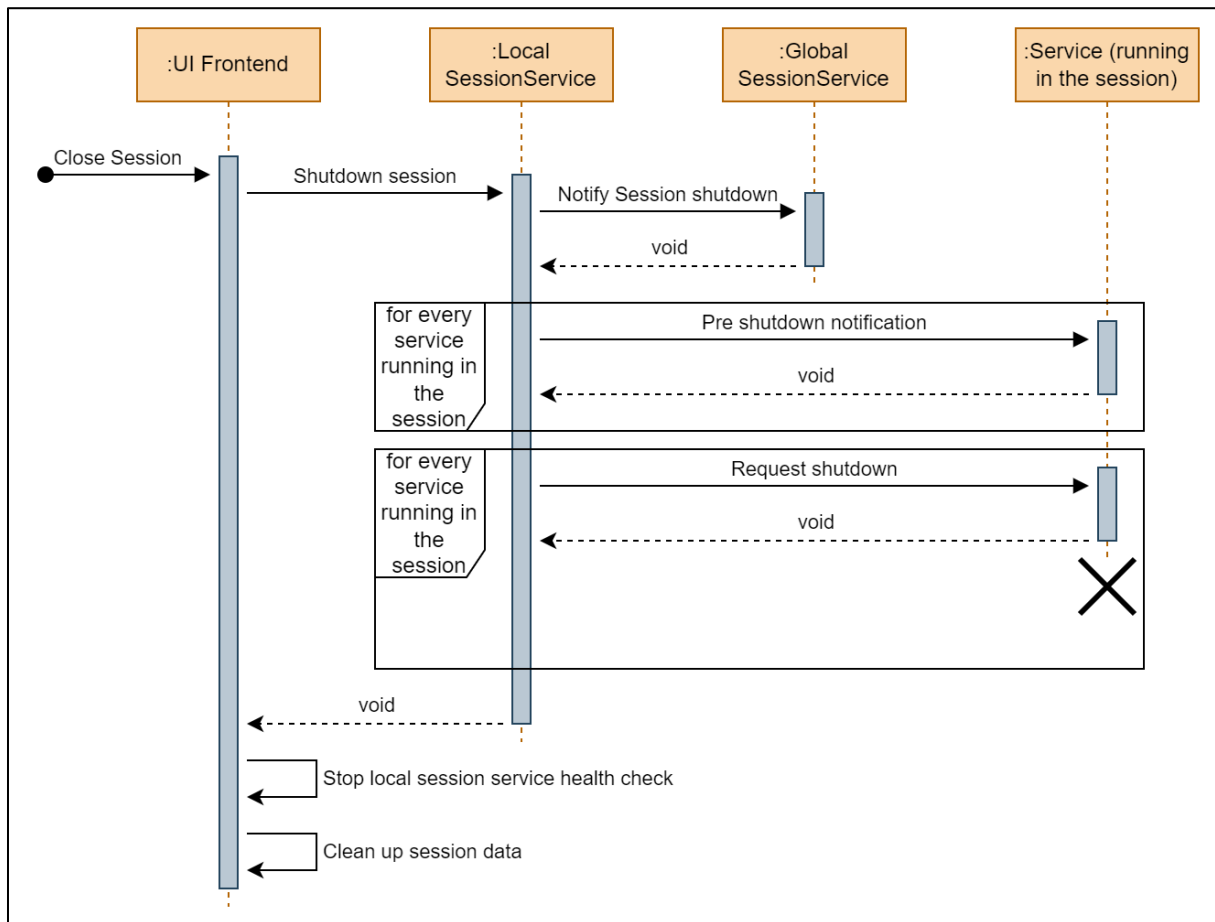 :UI Frontend
:Local
SessionService
:Global
SessionService
:Service (running
in the session)
Close Session
Shutdown session
Notify Session shutdown
void
for every
service
running in
the
session
Pre shutdown notification
void
for every
service
running in
the
session
Request shutdown
void
void
Stop local session service health check
Clean up session data